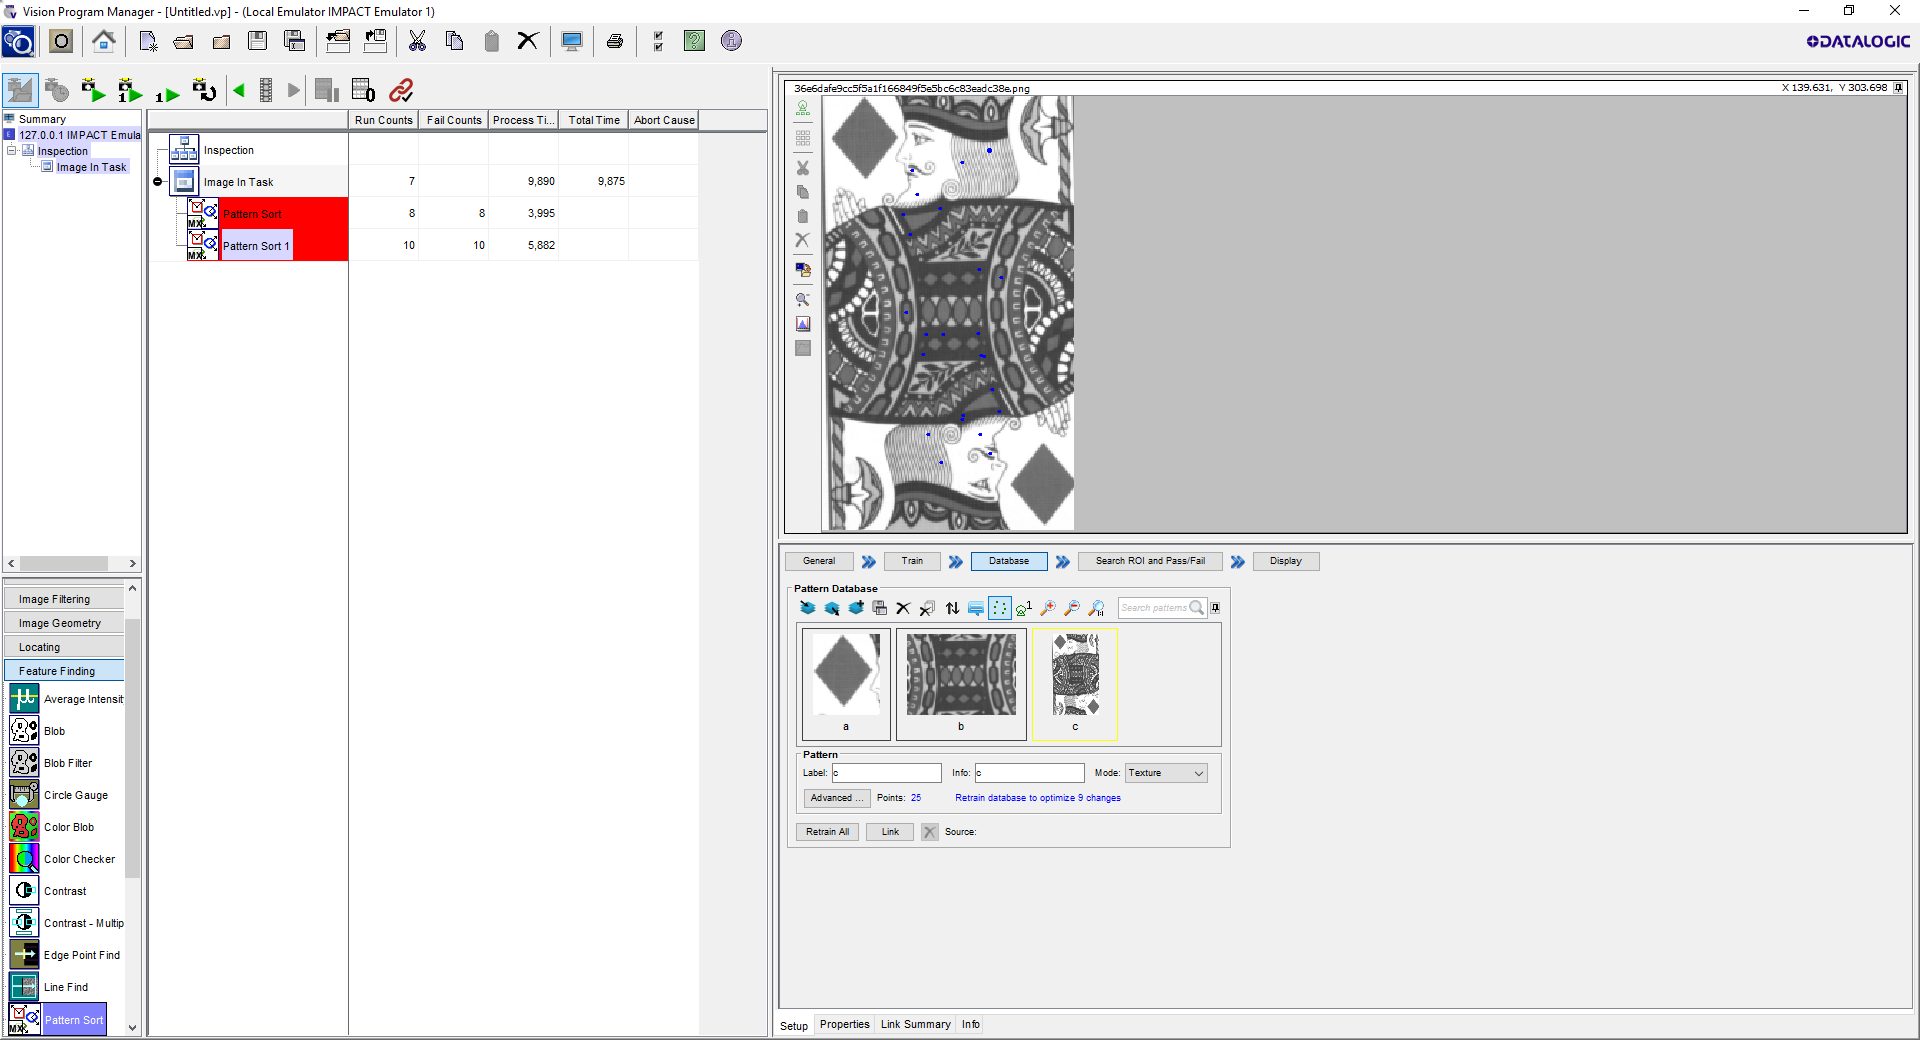 Vision Program Manager - [Untitled.vp] - (Local Emulator IMPACT Emulator 1)
DATALOGIC
Summary
127.0.0.1 IMPACT Emula
Inspection
Image In Task
Run Counts Fail Counts Process Ti... Total Time Abort Cause
Inspection
Image In Task 7 9,890 9,875
Pattern Sort 8 8 3,995
Pattern Sort 1 10 10 5,882
Image Filtering
Image Geometry
Locating
Feature Finding
Average Intensit
Blob
Blob Filter
Circle Gauge
Color Blob
Color Checker
Contrast
Contrast - Multip
Edge Point Find
Line Find
Pattern Sort
36e6dafe9cc5f5a1f166849f5e5bc6c83eadc38e.png X 139.631, Y 303.698
General Train Database Search ROI and Pass/Fail Display
Pattern Database
Search patterns
a b c
Pattern
Label: c Info: c Mode: Texture
Advanced ... Points: 25 Retrain database to optimize 9 changes
Retrain All Link Source:
Setup Properties Link Summary Info